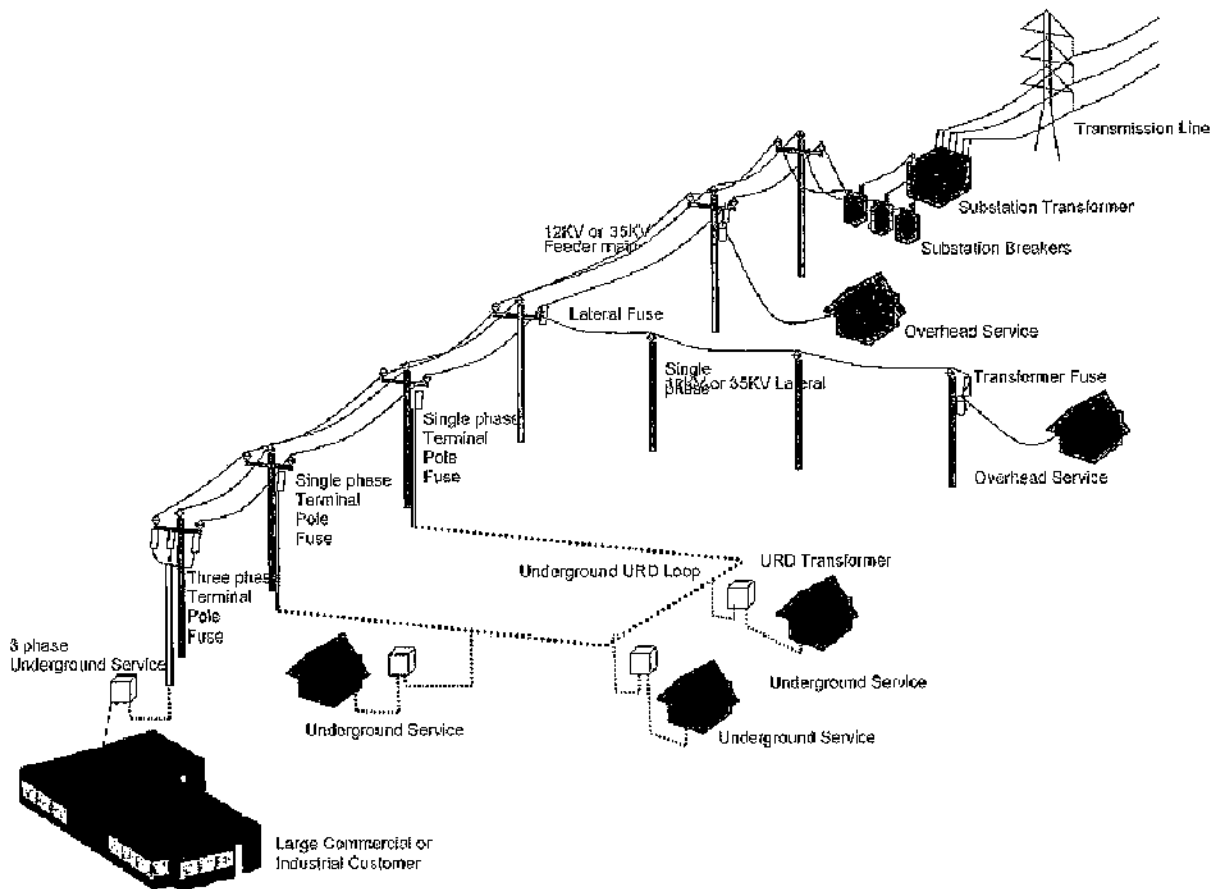 Transmission Line
Substation Transformer
Substation Breakers
12KV or 35KV
Feeder main
Overhead Service
Lateral Fuse
Single
phase
12KV or 35KV Lateral
Transformer Fuse
Overhead Service
Single phase
Terminal
Pole
Fuse
Single phase
Terminal
Pole
Fuse
Three phase
Terminal
Pole
Fuse
Underground URD Loop
URD Transformer
3 phase
Underground Service
Underground Service
Underground Service
Underground Service
Large Commercial or
Industrial Customer